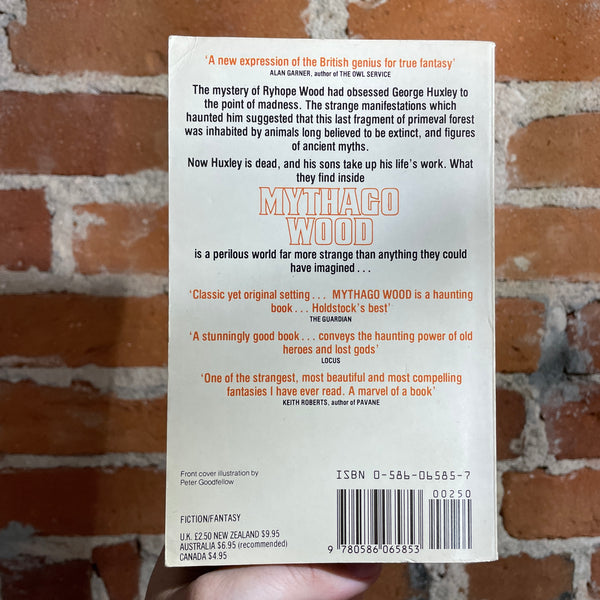 ‘A new expression of the British genius for true fantasy’
ALAN GARNER, author of THE OWL SERVICE
The mystery of Ryhope Wood had obsessed George Huxley to
the point of madness. The strange manifestations which
haunted him suggested that this last fragment of primeval forest
was inhabited by animals long believed to be extinct, and figures
of ancient myths.
Now Huxley is dead, and his sons take up his life’s work. What
they find inside
MYTHAGO
WOOD
is a perilous world far more strange than anything they could
have imagined . . .
‘Classic yet original setting . . . MYTHAGO WOOD is a haunting
book . . . Holdstock’s best’
THE GUARDIAN
‘A stunningly good book . . . conveys the haunting power of old
heroes and lost gods’
LOCUS
‘One of the strangest, most beautiful and most compelling
fantasies I have ever read. A marvel of a book’
KEITH ROBERTS, author of PAVANE
Front cover illustration by
Peter Goodfellow
FICTION/FANTASY
U.K. £2.50 NEW ZEALAND $9.95
AUSTRALIA $6.95 (recommended)
CANADA $4.95
ISBN 0-586-06585-7
00250
9 780586 065853